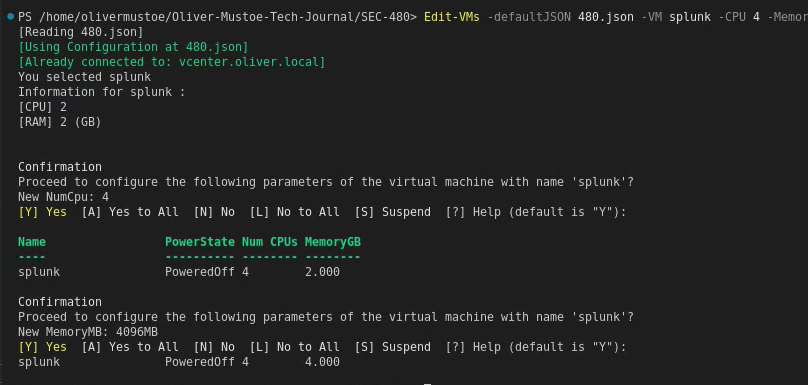 PS /home/olivermustoe/Oliver-Mustoe-Tech-Journal/SEC-480> Edit-VMs -defaultJSON 480.json -VM splunk -CPU 4 -Memor
[Reading 480.json]
[Using Configuration at 480.json]
[Already connected to: vcenter.oliver.local]
You selected splunk
Information for splunk :
[CPU] 2
[RAM] 2 (GB)
Confirmation
Proceed to configure the following parameters of the virtual machine with name 'splunk'?
New NumCpu: 4
[Y] Yes  [A] Yes to All  [N] No  [L] No to All  [S] Suspend  [?] Help (default is "Y"):
Name                 PowerState Num CPUs MemoryGB
----                 ---------- -------- --------
splunk               PoweredOff 4        2.000
Confirmation
Proceed to configure the following parameters of the virtual machine with name 'splunk'?
New MemoryMB: 4096MB
[Y] Yes  [A] Yes to All  [N] No  [L] No to All  [S] Suspend  [?] Help (default is "Y"):
splunk               PoweredOff 4        4.000